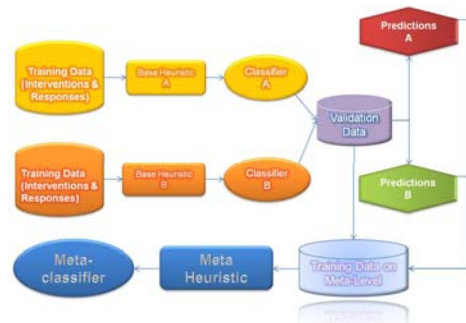 Training Data
(Interventions &
Responses)
Base Heuristic
A
Classifier
A
Predictions
A
Validation
Data
Training Data
(Interventions &
Responses)
Base Heuristic
B
Classifier
B
Predictions
B
Meta-
classifier
Meta
Heuristic
Training Data on
Meta-Level